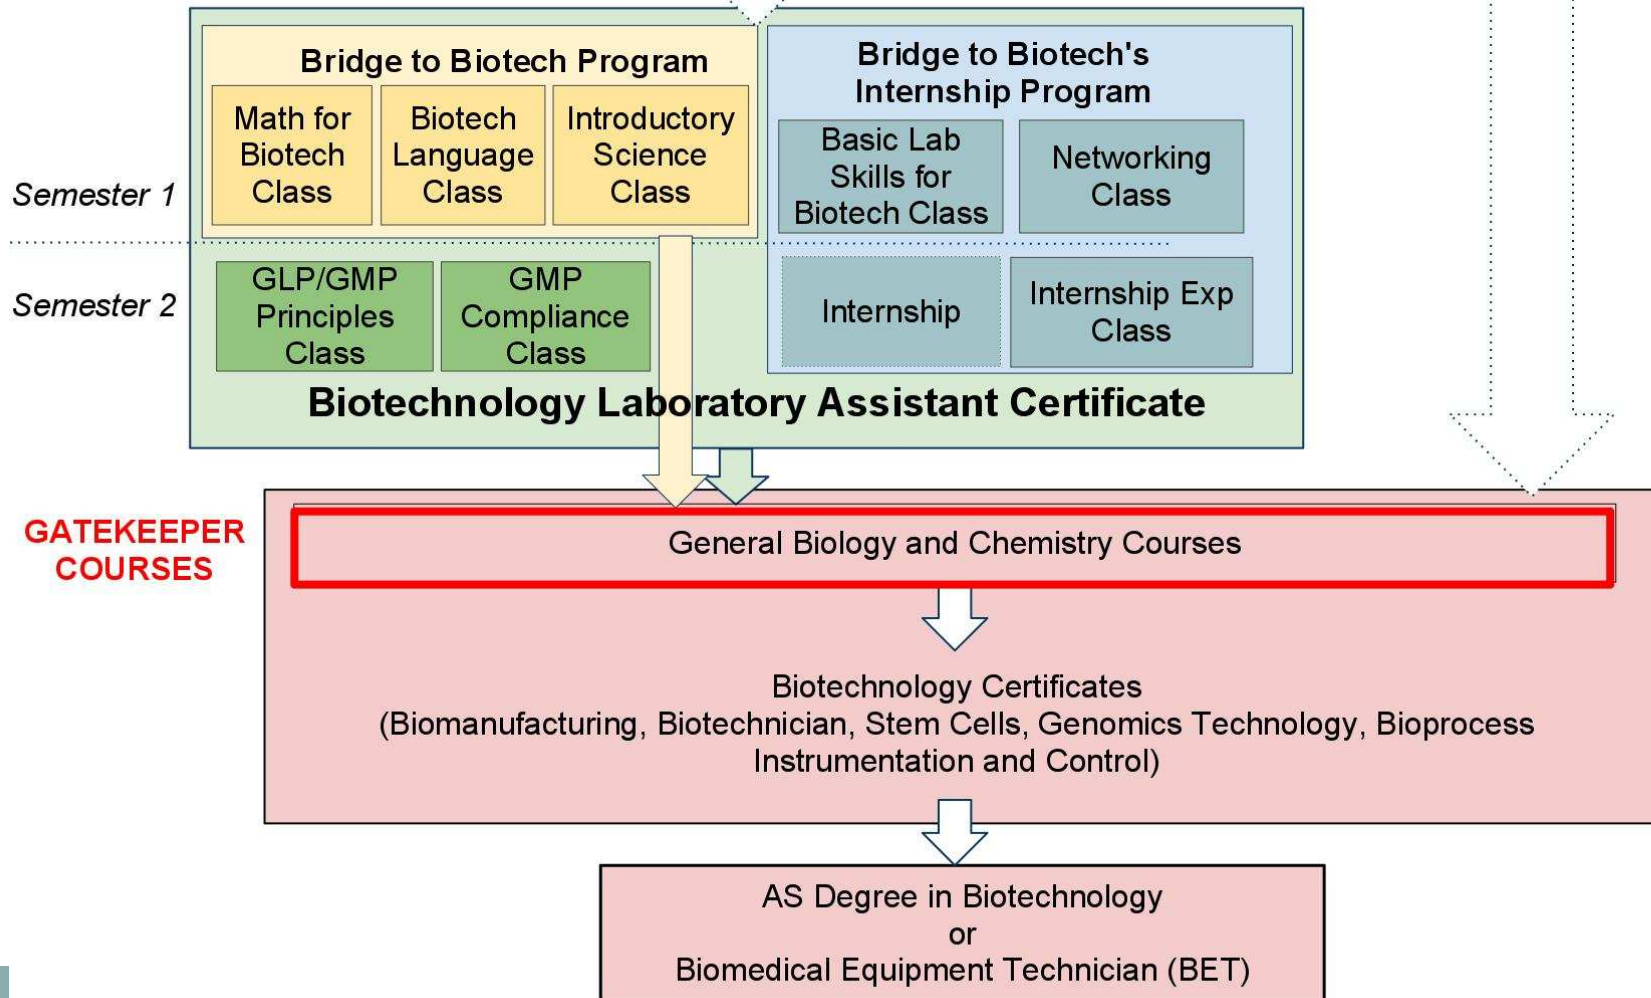 Bridge to Biotech Program
Math for
Biotech
Class
Biotech
Language
Class
Introductory
Science
Class
Bridge to Biotech's
Internship Program
Basic Lab
Skills for
Biotech Class
Networking
Class
Semester 1
Semester 2
GLP/GMP
Principles
Class
GMP
Compliance
Class
Internship
Internship Exp
Class
Biotechnology Laboratory Assistant Certificate
GATEKEEPER
COURSES
General Biology and Chemistry Courses
Biotechnology Certificates
(Biomanufacturing, Biotechnician, Stem Cells, Genomics Technology, Bioprocess
Instrumentation and Control)
AS Degree in Biotechnology
or
Biomedical Equipment Technician (BET)